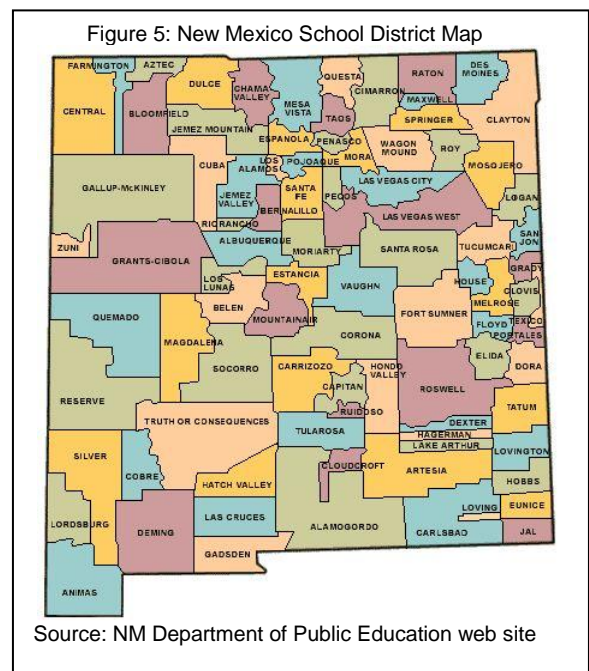 Figure 5: New Mexico School District Map
FARMINGTON
AZTEC
DULCE
CHAMA
VALLEY
MESA
VISTA
QUESTA
CIMARRON
RATON
DES
MOINES
CENTRAL
BLOOMFIELD
TAOS
MAXWELL
SPRINGER
CLAYTON
JEMEZ MOUNTAIN
ESPANOLA
PENASCO
MORA
WAGON
MOUND
ROY
MOSQUERO
CUBA
LOS
ALAMOS
POJOAQUE
GALLUP-McKINLEY
JEMEZ
VALLEY
SANTA
FE
PECOS
LAS VEGAS CITY
LOGAN
BERNALILLO
LAS VEGAS WEST
RIO RANCHO
SAN
JON
ZUNI
GRANTS-CIBOLA
ALBUQUERQUE
MORIARTY
SANTA ROSA
TUCUMCARI
GRADY
LOS
LUNAS
ESTANCIA
VAUGHN
HOUSE
CLOVIS
MELROSE
QUEMADO
BELEN
MOUNTAINAIR
FORT SUMNER
TEXICO
FLOYD
PORTALES
MAGDALENA
CORONA
ELIDA
DORA
SOCORRO
CARRIZOZO
HONDO
VALLEY
CAPITAN
ROSWELL
RESERVE
RUIDOSO
TATUM
TRUTH OR CONSEQUENCES
TULAROSA
DEXTER
HAGERMAN
LAKE ARTHUR
LOVINGTON
SILVER
COBRE
CLOUDCROFT
ARTESIA
HATCH VALLEY
HOBBS
LORDSBURG
DEMING
LAS CRUCES
ALAMOGORDO
LOVING
EUNICE
CARLSBAD
JAL
GADSDEN
ANIMAS
Source: NM Department of Public Education web site